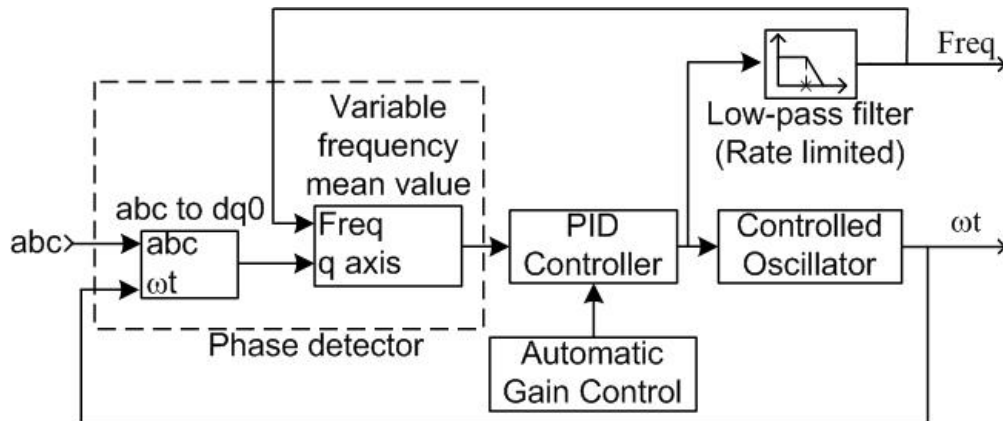 Freq
Low-pass filter
(Rate limited)
Variable
frequency
mean value
abc to dq0
abc
abc
ωt
Freq
q axis
Phase detector
PID
Controller
Automatic
Gain Control
Controlled
Oscillator
ωt